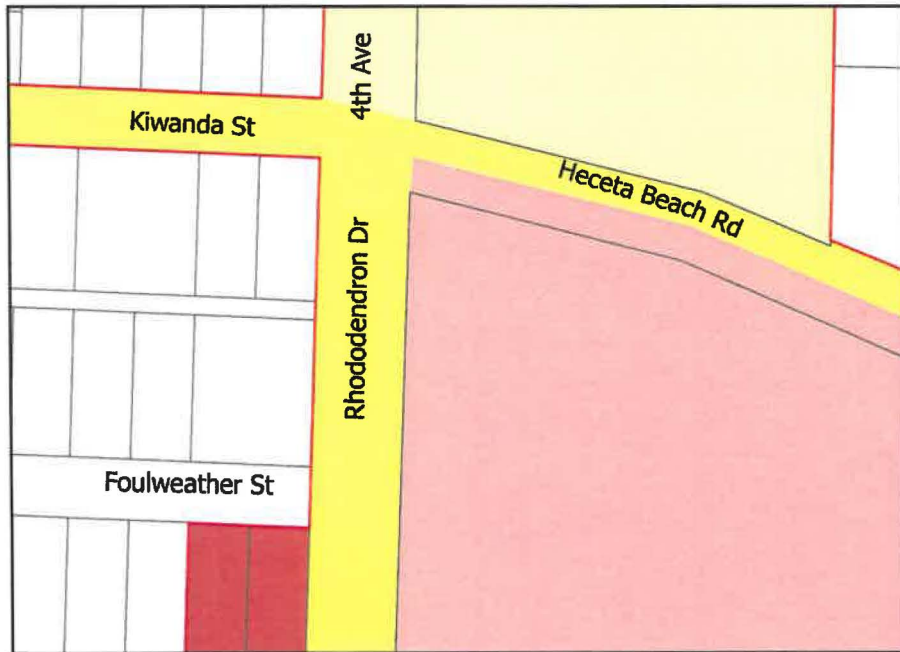 4th Ave
Kiwanda St
Heceta Beach Rd
Rhododendron Dr
Foulweather St